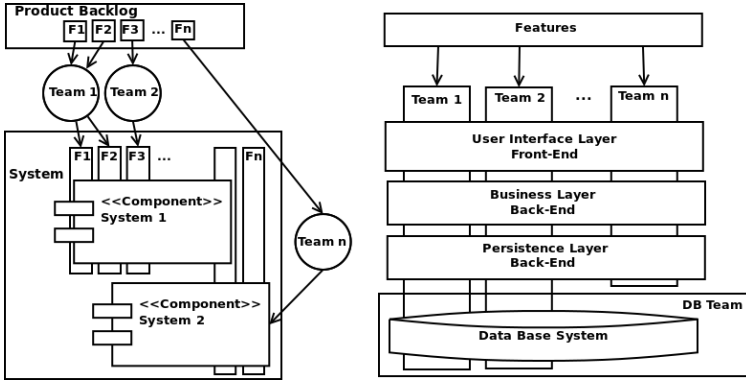 Product Backlog
F1 F2 F3 ... Fn
Team 1 Team 2
System
F1 F2 F3 ... Fn
<<Component>>
System 1
Team n
<<Component>>
System 2
Features
Team 1 Team 2 ... Team n
User Interface Layer
Front-End
Business Layer
Back-End
Persistence Layer
Back-End
DB Team
Data Base System